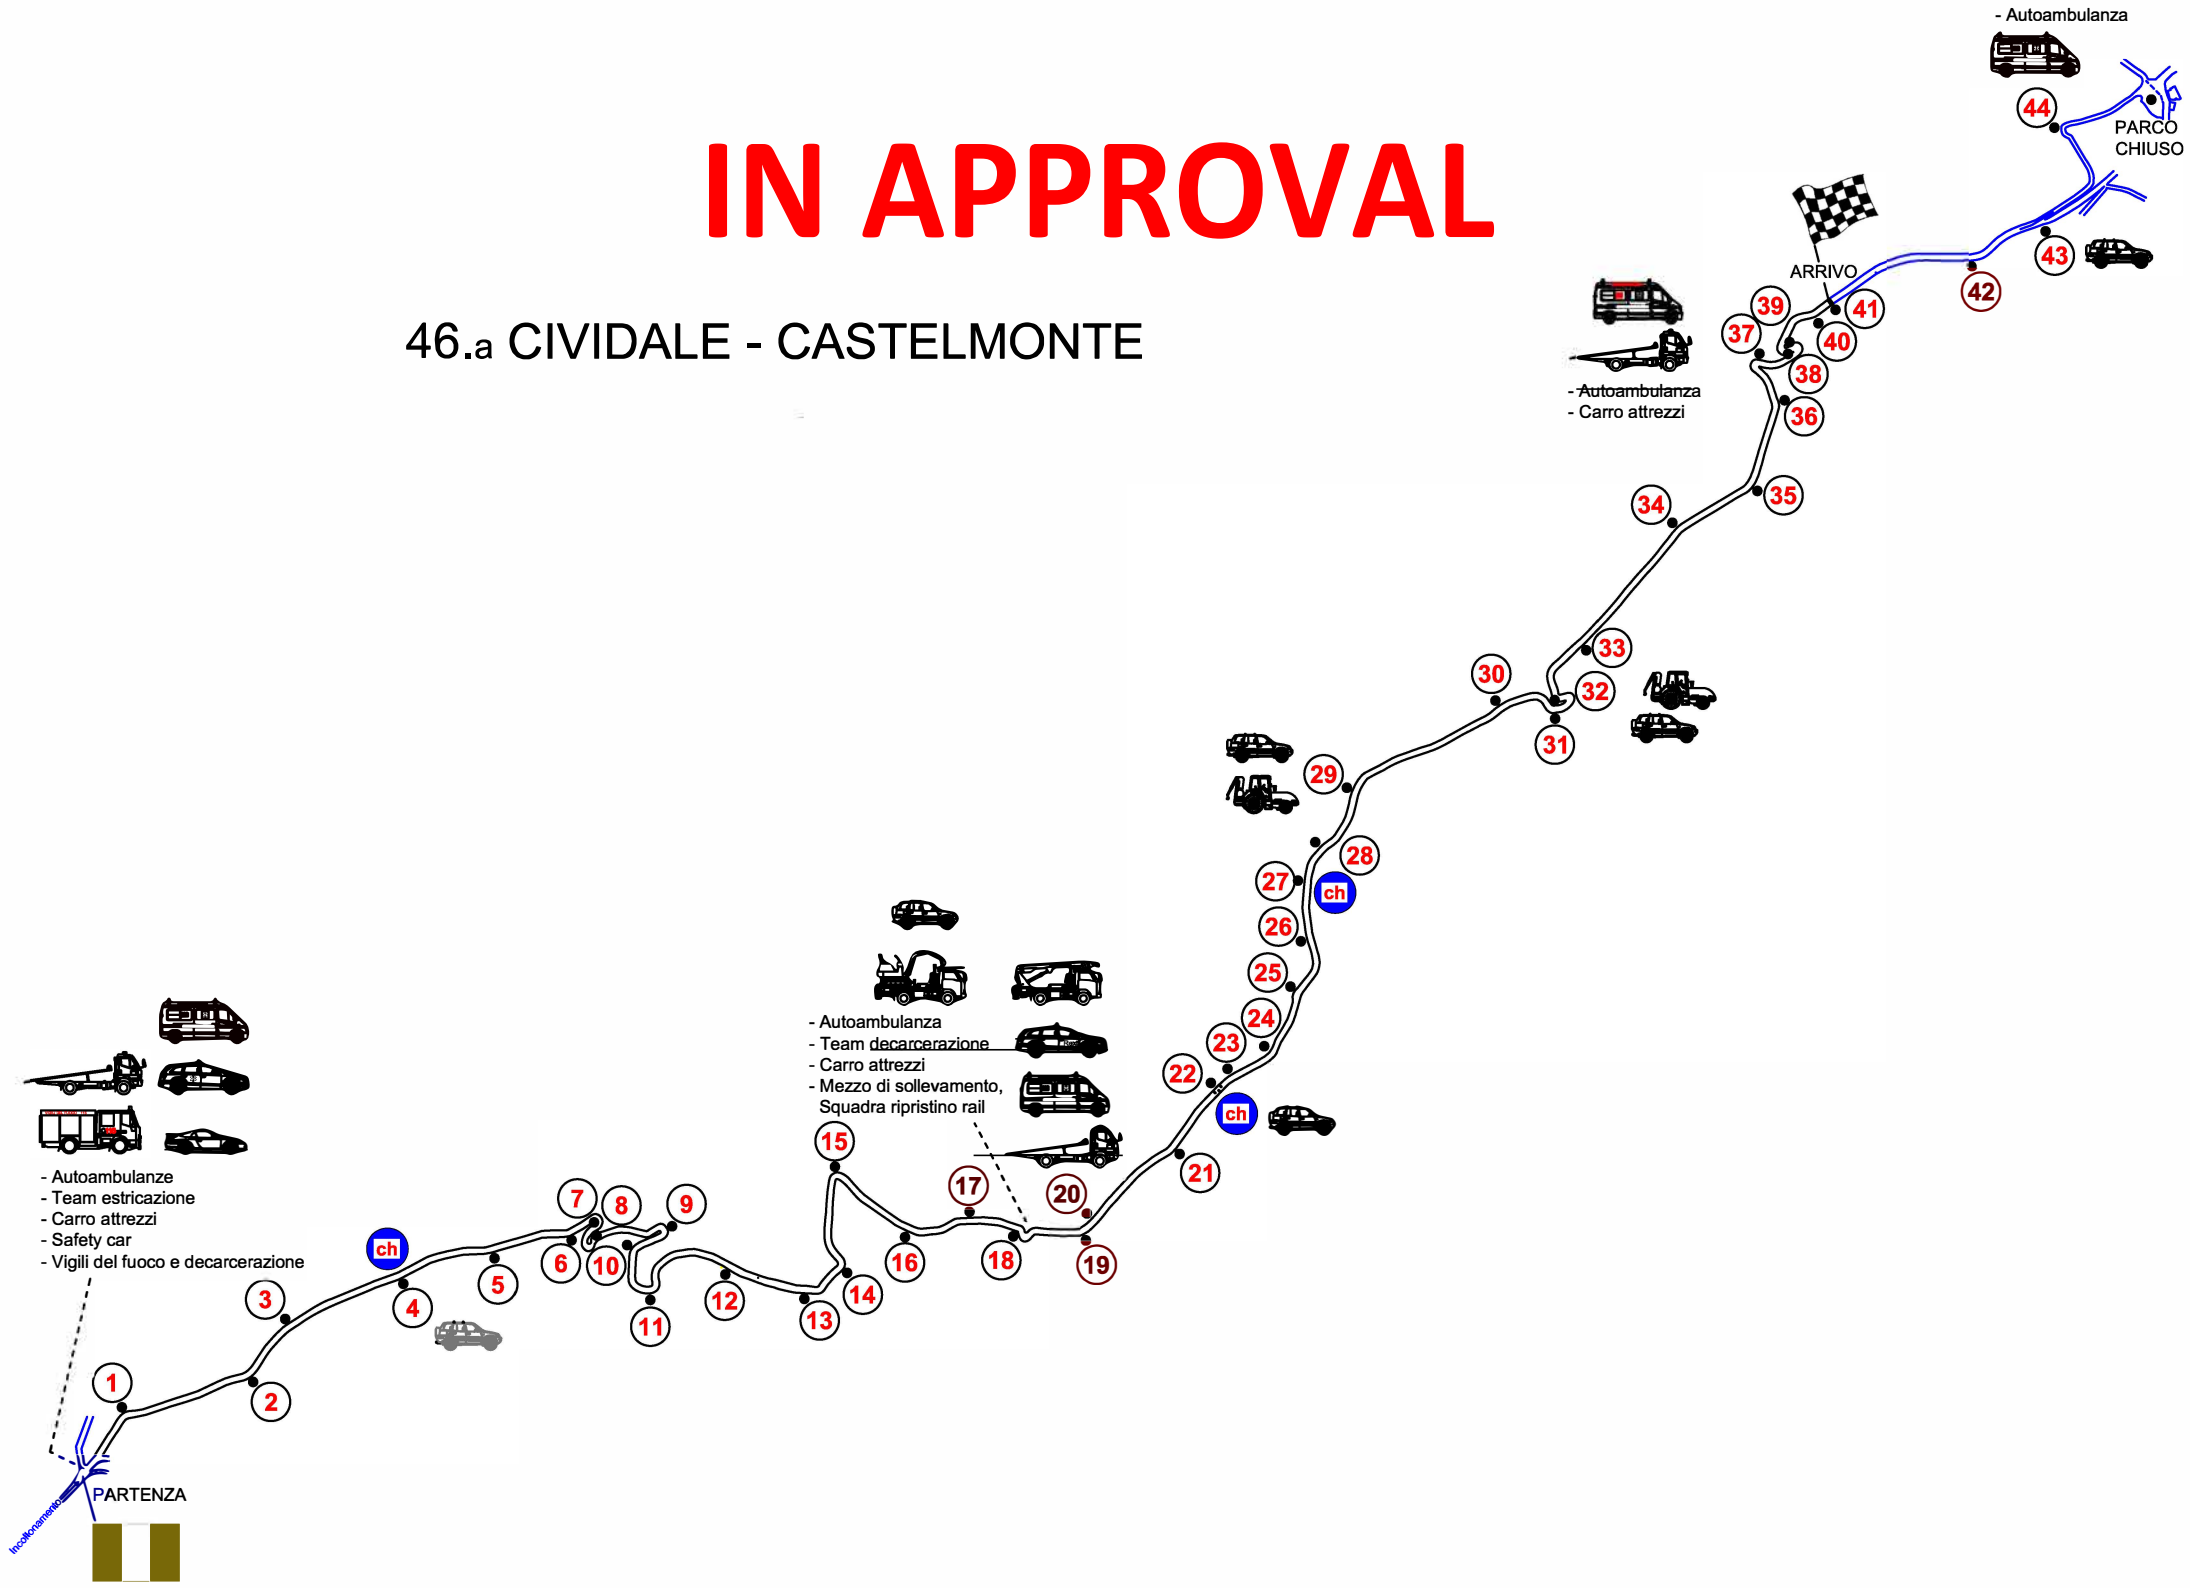 - Autoambulanza
44
PARCO
CHIUSO
IN APPROVAL
43
ARRIVO
42
39
41
37
40
46.a CIVIDALE - CASTELMONTE
38
- Autoambulanza
- Carro attrezzi
36
34
35
33
30
32
31
29
28
27
ch
26
25
24
- Autoambulanza
- Team decarcerazione
- Carro attrezzi
- Mezzo di sollevamento,
Squadra ripristino rail
23
22
ch
21
15
17
20
19
18
16
- Autoambulanze
- Team estricazione
- Carro attrezzi
- Safety car
- Vigili del fuoco e decarcerazione
7
8
9
ch
6
10
5
14
3
4
12
13
11
1
2
PARTENZA
Incollonamento